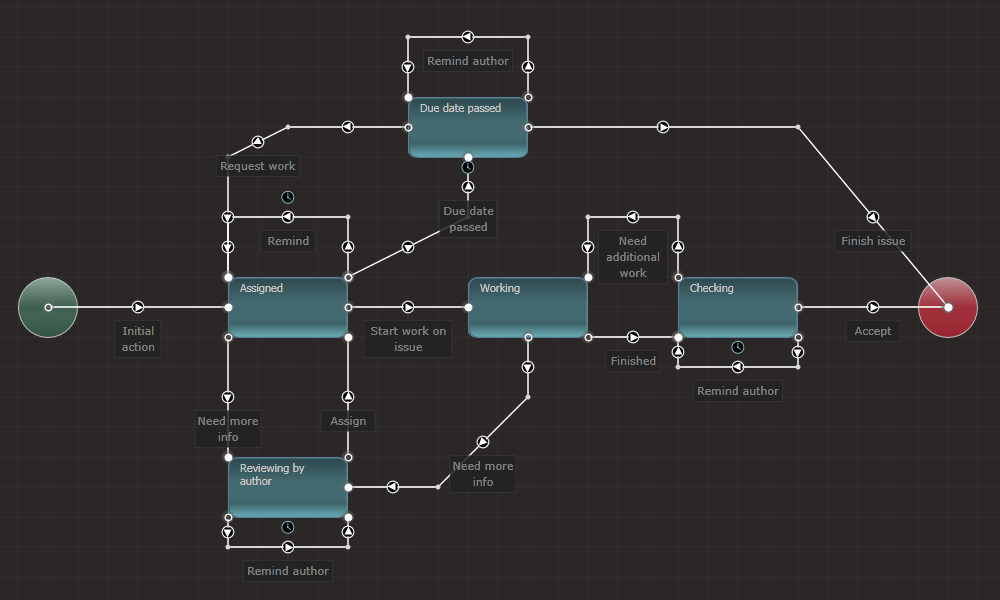 Remind author
Due date passed
Request work
Due date
passed
Remind
Need
additional
work
Finish issue
Assigned
Working
Checking
Initial
action
Start work on
issue
Finished
Accept
Remind author
Need more
info
Assign
Reviewing by
author
Need more
info
Remind author